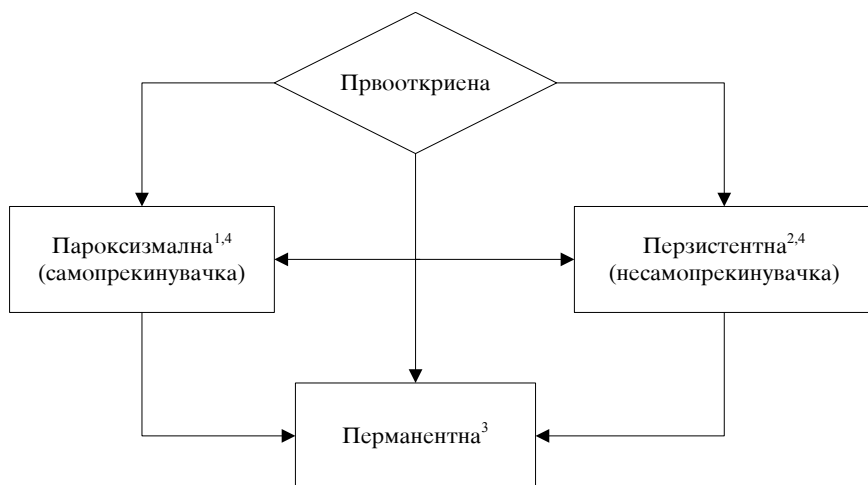 Првооткриена
Пароксизмална1,4
(самопрекинувачка)
Перзистентна2,4
(несамопрекинувачка)
Перманентна3